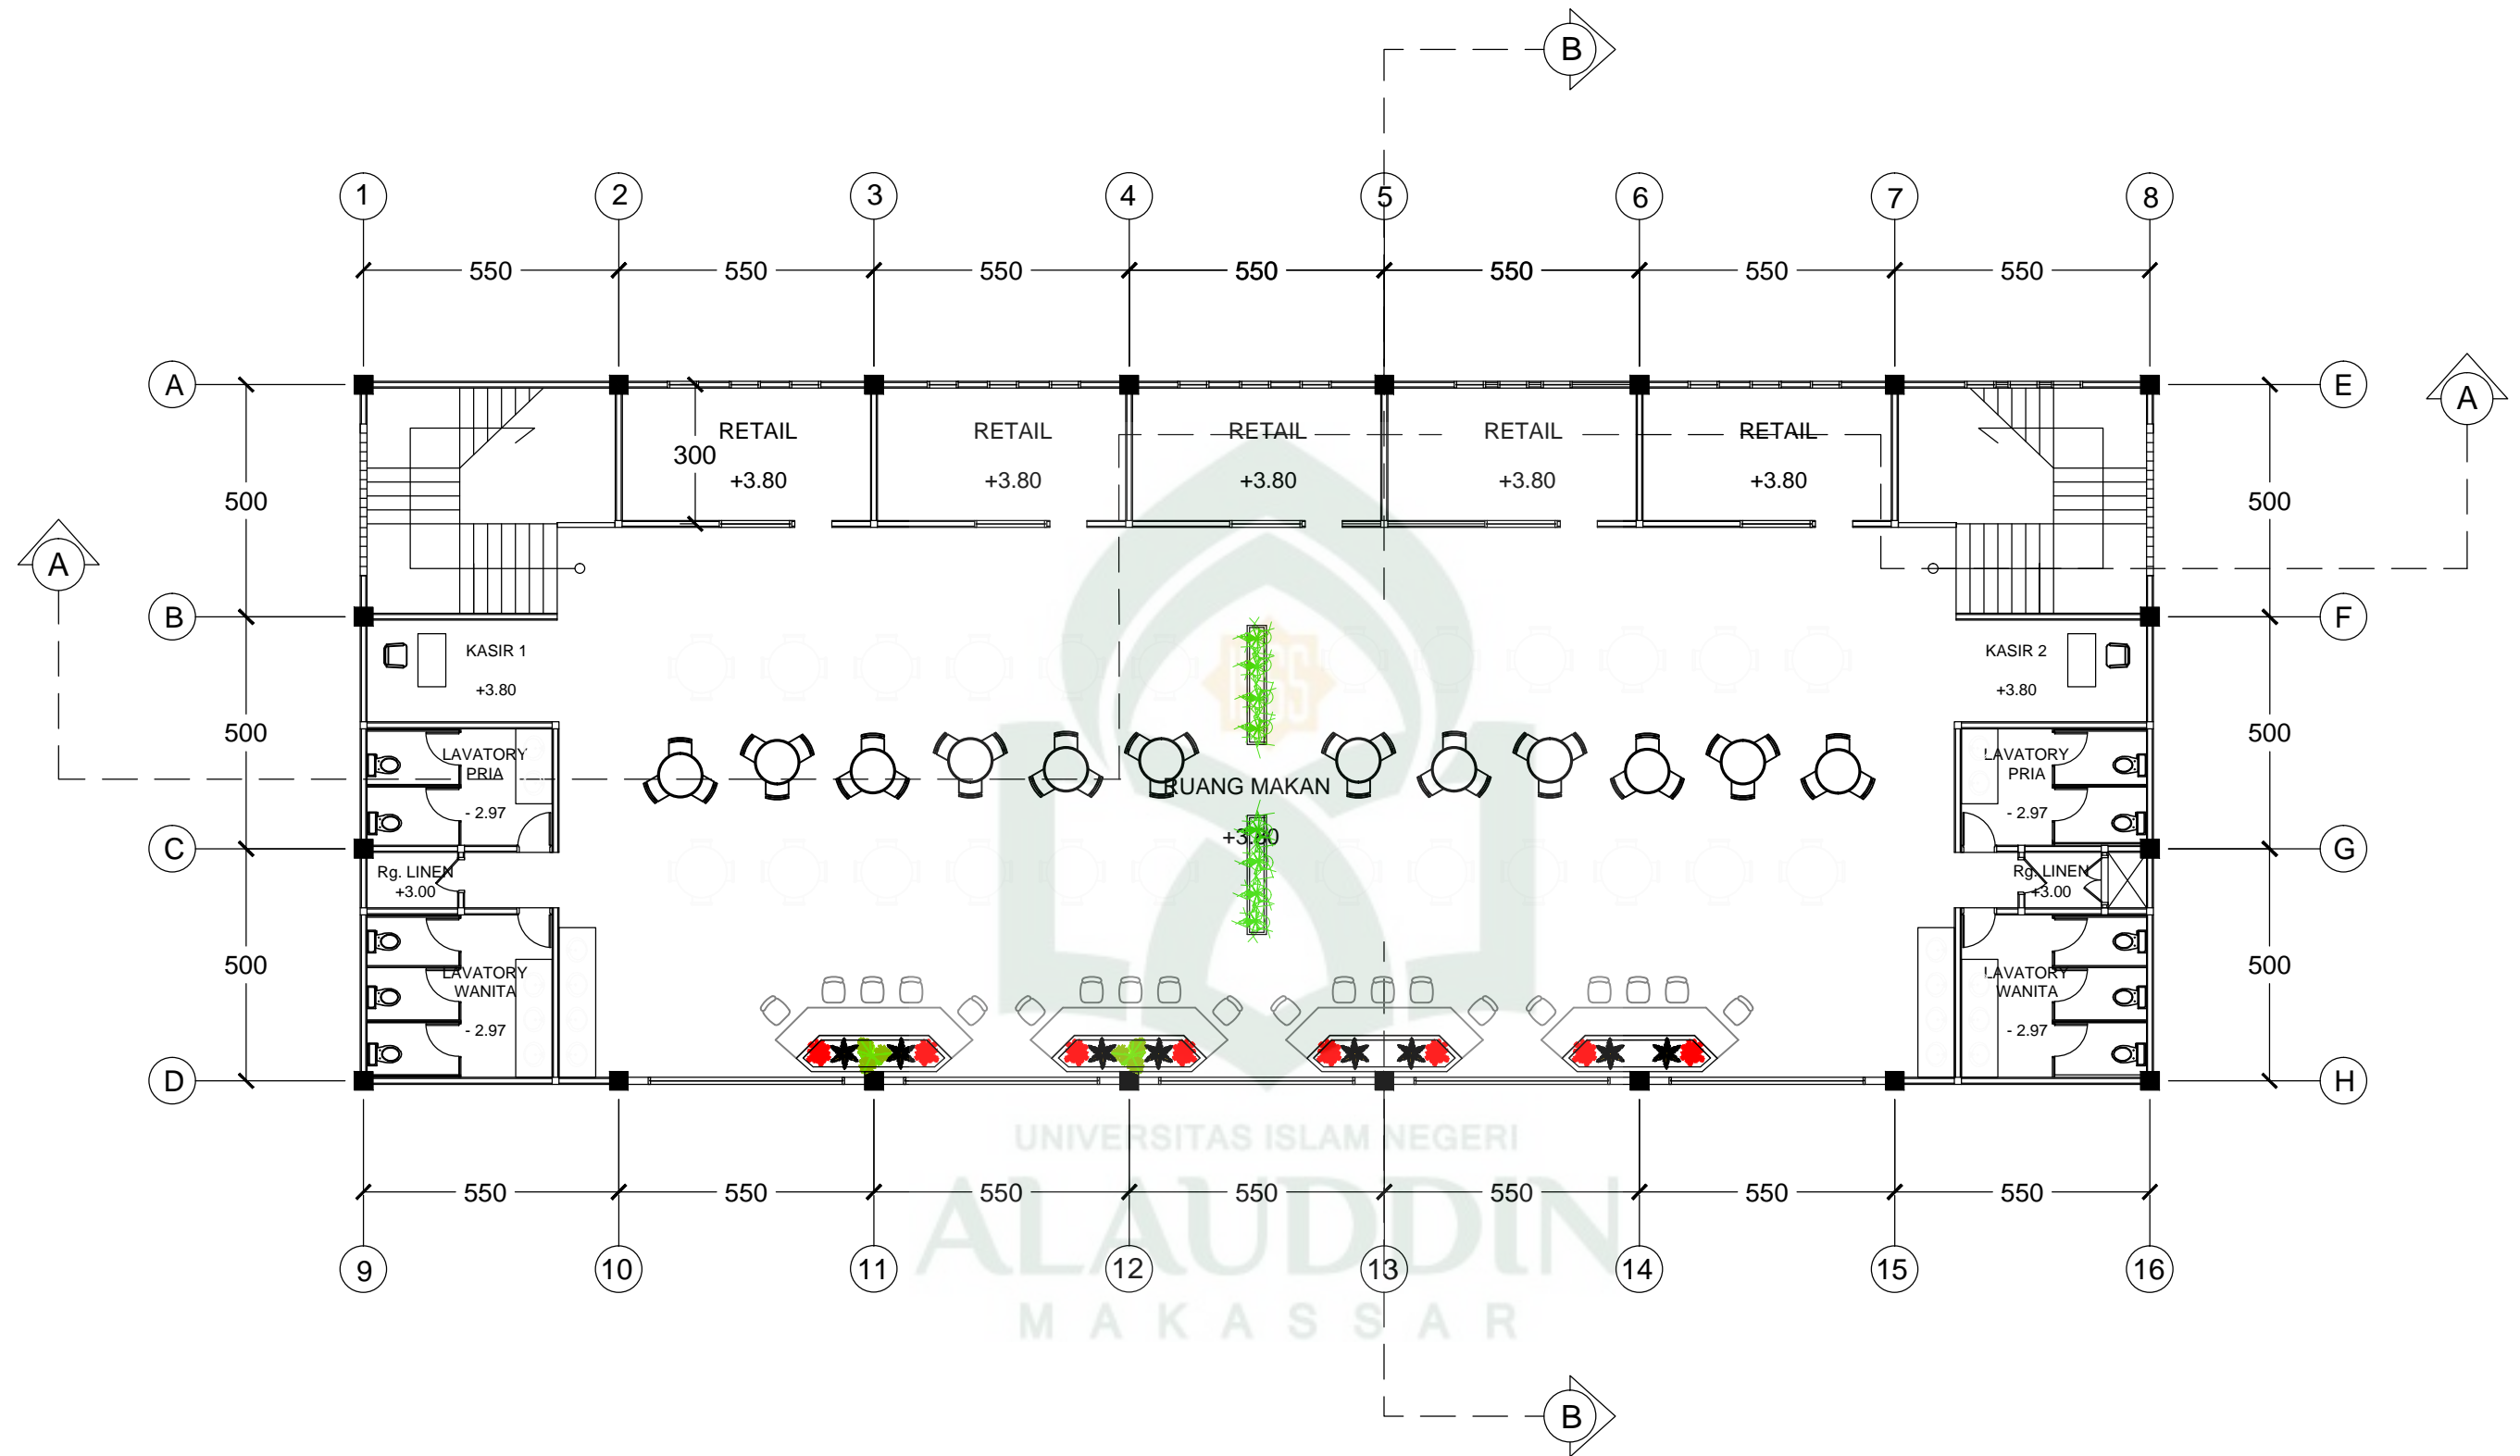 B
1 2 3 4 5 6 7 8
550 550 550 550 550 550 550
A E
A
RETAIL RETAIL RETAIL RETAIL RETAIL
300
+3.80 +3.80 +3.80 +3.80 +3.80
500 500
A
B F
KASIR 1 KASIR 2
+3.80 +3.80
500 500
LAVATORY
PRIA
- 2.97
LAVATORY
PRIA
- 2.97
RUANG MAKAN
+3.80
C G
Rg. LINEN
+3.00
Rg. LINEN
+3.00
500 500
LAVATORY
WANITA
- 2.97
LAVATORY
WANITA
- 2.97
D H
UNIVERSITAS ISLAM NEGERI
550 550 550 550 550 550 550
ALAUDDIN
9 10 11 12 13 14 15 16
MAKASSAR
B